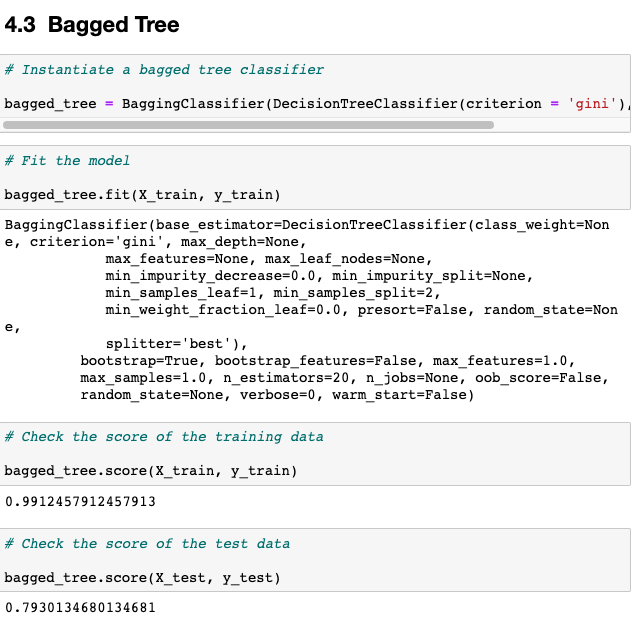 4.3 Bagged Tree
# Instantiate a bagged tree classifier
bagged_tree = BaggingClassifier(DecisionTreeClassifier(criterion = 'gini'),
# Fit the model
bagged_tree.fit(X_train, y_train)
BaggingClassifier(base_estimator=DecisionTreeClassifier(class_weight=Non
e, criterion='gini', max_depth=None,
            max_features=None, max_leaf_nodes=None,
            min_impurity_decrease=0.0, min_impurity_split=None,
            min_samples_leaf=1, min_samples_split=2,
            min_weight_fraction_leaf=0.0, presort=False, random_state=Non
e,
            splitter='best'),
         bootstrap=True, bootstrap_features=False, max_features=1.0,
         max_samples=1.0, n_estimators=20, n_jobs=None, oob_score=False,
         random_state=None, verbose=0, warm_start=False)
# Check the score of the training data
bagged_tree.score(X_train, y_train)
0.9912457912457913
# Check the score of the test data
bagged_tree.score(X_test, y_test)
0.7930134680134681